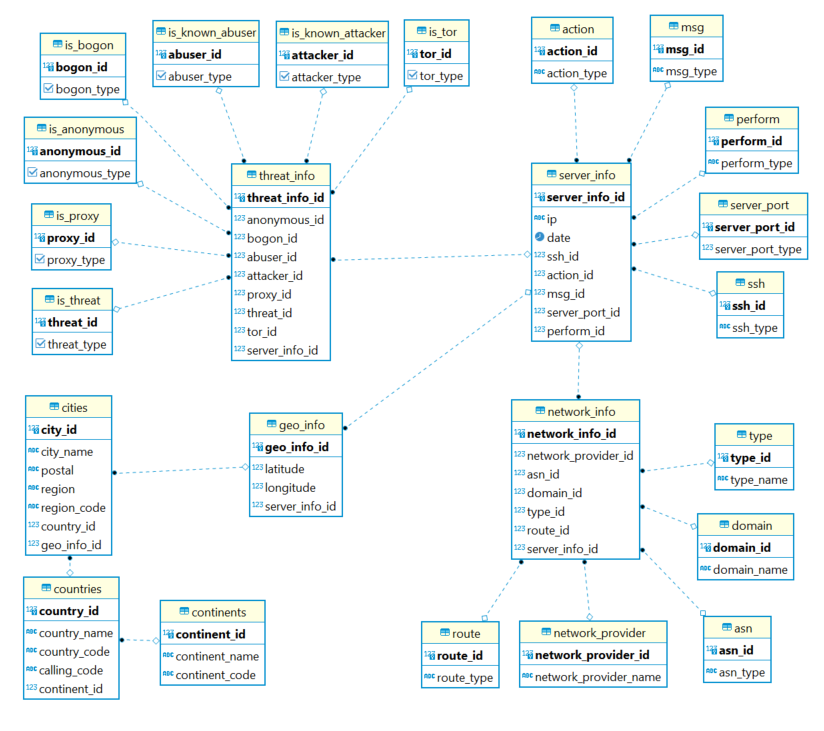 is_bogon
bogon_id
bogon_type
is_known_abuser
abuser_id
abuser_type
is_known_attacker
attacker_id
attacker_type
is_tor
tor_id
tor_type
action
action_id
action_type
msg
msg_id
msg_type
is_anonymous
anonymous_id
anonymous_type
perform
perform_id
perform_type
is_proxy
proxy_id
proxy_type
is_threat
threat_id
threat_type
threat_info
threat_info_id
anonymous_id
bogon_id
abuser_id
attacker_id
proxy_id
threat_id
tor_id
server_info_id
server_info
server_info_id
ip
date
ssh_id
action_id
msg_id
server_port_id
perform_id
server_port
server_port_id
server_port_type
ssh
ssh_id
ssh_type
cities
city_id
city_name
postal
region
region_code
country_id
geo_info_id
geo_info
geo_info_id
latitude
longitude
server_info_id
network_info
network_info_id
network_provider_id
asn_id
domain_id
type_id
route_id
server_info_id
type
type_id
type_name
domain
domain_id
domain_name
countries
country_id
country_name
country_code
calling_code
continent_id
continents
continent_id
continent_name
continent_code
route
route_id
route_type
network_provider
network_provider_id
network_provider_name
asn
asn_id
asn_type